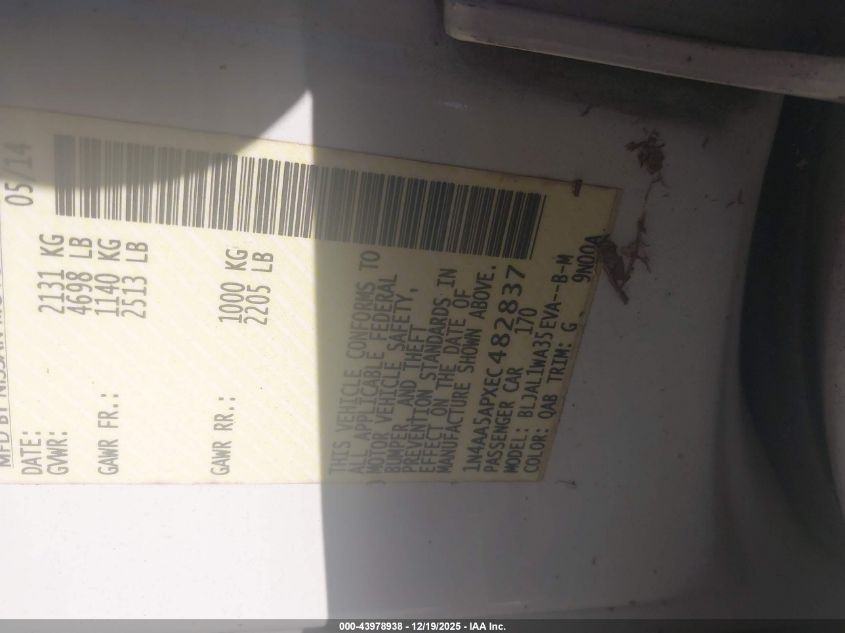 MFD BY NISSAN
DATE: 05/14
GVWR: 2131 KG
4698 LB
GAWR FR.: 1140 KG
2513 LB
GAWR RR.: 1000 KG
2205 LB
THIS VEHICLE CONFORMS TO
ALL APPLICABLE FEDERAL
MOTOR VEHICLE SAFETY,
BUMPER, AND THEFT
PREVENTION STANDARDS IN
EFFECT ON THE DATE OF
MANUFACTURE SHOWN ABOVE.
1N4AA5APXEC482837
PASSENGER CAR 170
MODEL: BLJALIWA35EVA--B-M
COLOR: QAB TRIM: G 9N00A
000-43978938 - 12/19/2025 - IAA Inc.